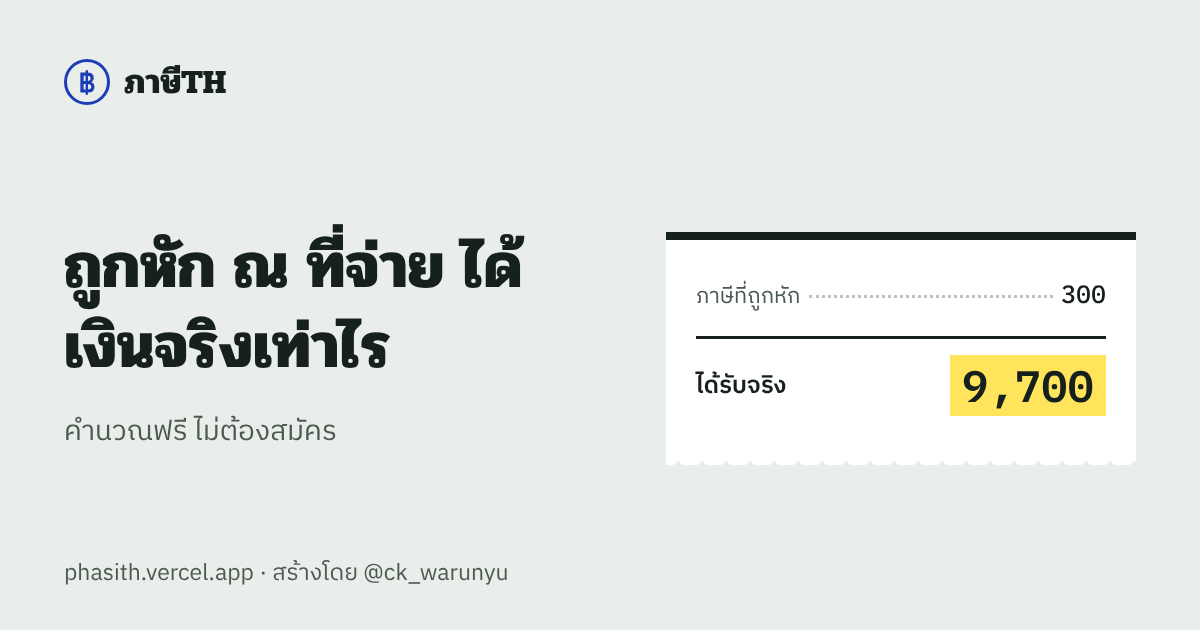 ฿ ภาษีTH
ถูกหัก ณ ที่จ่าย ได้
เงินจริงเท่าไร
คำนวณฟรี ไม่ต้องสมัคร
ภาษีที่ถูกหัก 300
ได้รับจริง 9,700
phasith.vercel.app · สร้างโดย @ck_warunyu